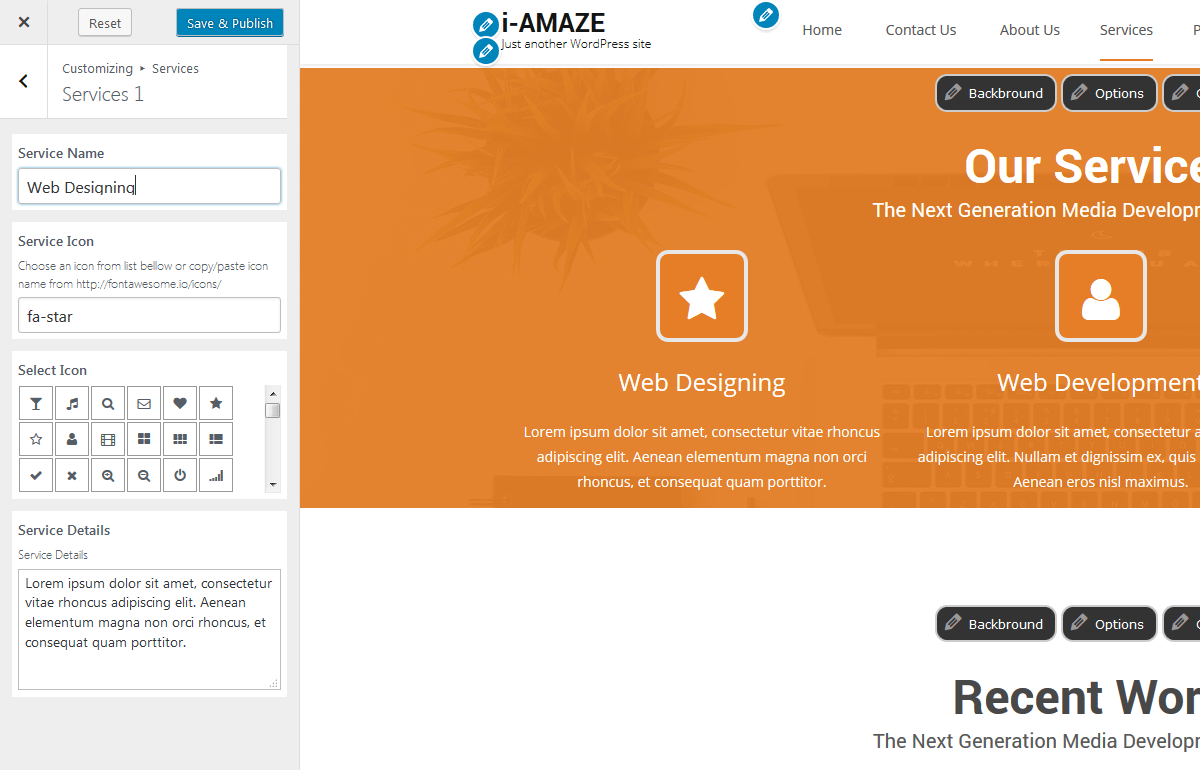 Reset
Save & Publish
Customizing ▸ Services
Services 1
Service Name
Web Designing
Service Icon
Choose an icon from list bellow or copy/paste icon
name from http://fontawesome.io/icons/
fa-star
Select Icon
Service Details
Service Details
Lorem ipsum dolor sit amet, consectetur
vitae rhoncus adipiscing elit. Aenean
elementum magna non orci rhoncus, et
consequat quam porttitor.
i-AMAZE
Just another WordPress site
Home
Contact Us
About Us
Services
Backbround
Options
Our Service
The Next Generation Media Developm
Web Designing
Lorem ipsum dolor sit amet, consectetur vitae rhoncus
adipiscing elit. Aenean elementum magna non orci
rhoncus, et consequat quam porttitor.
Web Development
Lorem ipsum dolor sit amet, consectetur a
adipiscing elit. Nullam et dignissim ex, quis
Aenean eros nisl maximus.
Backbround
Options
Recent Wor
The Next Generation Media Developm